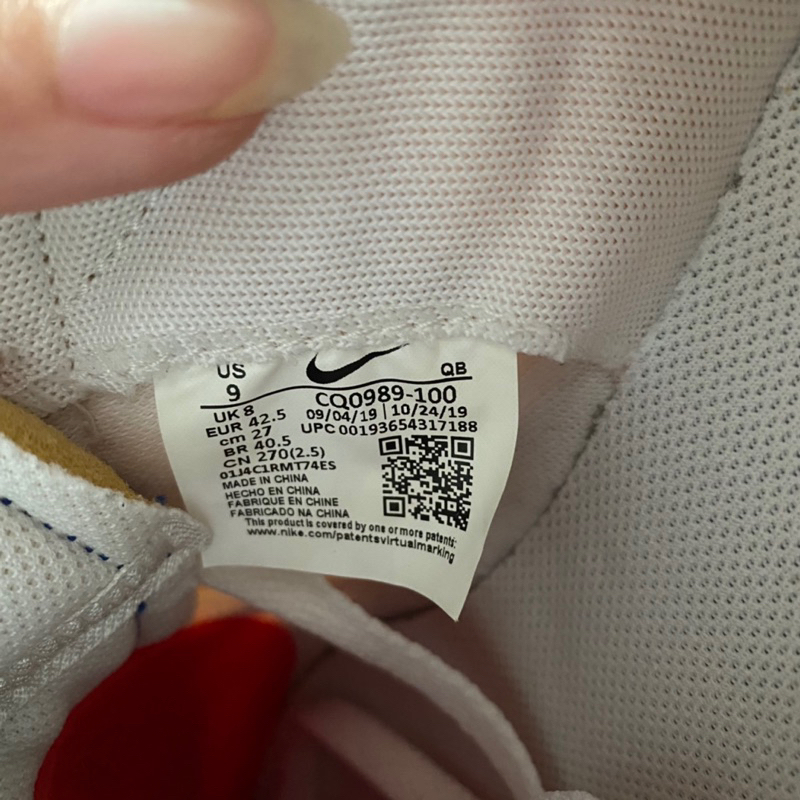 US QB
9 CQ0989-100
UK 8 09/04/19 | 10/24/19
EUR 42.5 UPC 00193654317188
cm 27
BR 40.5
CN 270(2.5)
01J4C1RMT74ES
MADE IN CHINA
HECHO EN CHINA
FABRIQUE EN CHINE
FABRICADO NA CHINA
This product is covered by one or more patents:
www.nike.com/patentsvirtualmarking